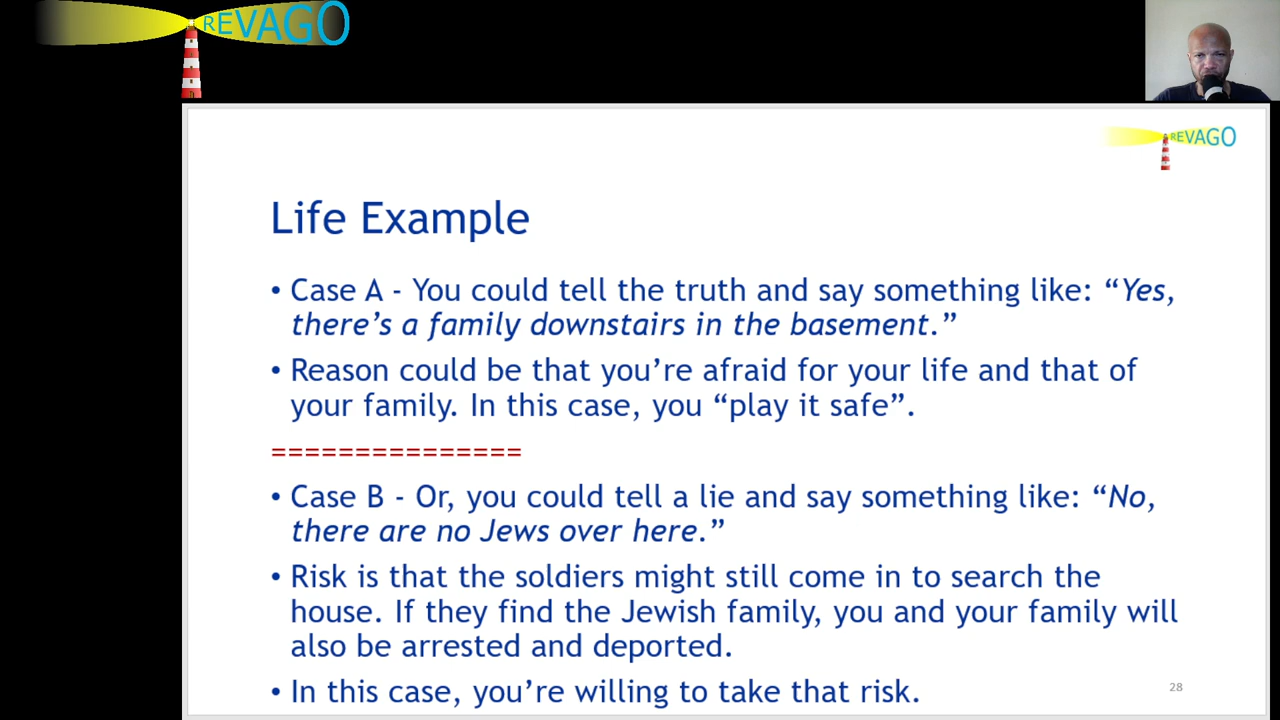 REVAGO
REVAGO
Life Example
• Case A - You could tell the truth and say something like: “Yes,
there’s a family downstairs in the basement.”
• Reason could be that you’re afraid for your life and that of
your family. In this case, you “play it safe”.
===============
• Case B - Or, you could tell a lie and say something like: “No,
there are no Jews over here.”
• Risk is that the soldiers might still come in to search the
house. If they find the Jewish family, you and your family will
also be arrested and deported.
• In this case, you’re willing to take that risk.
28